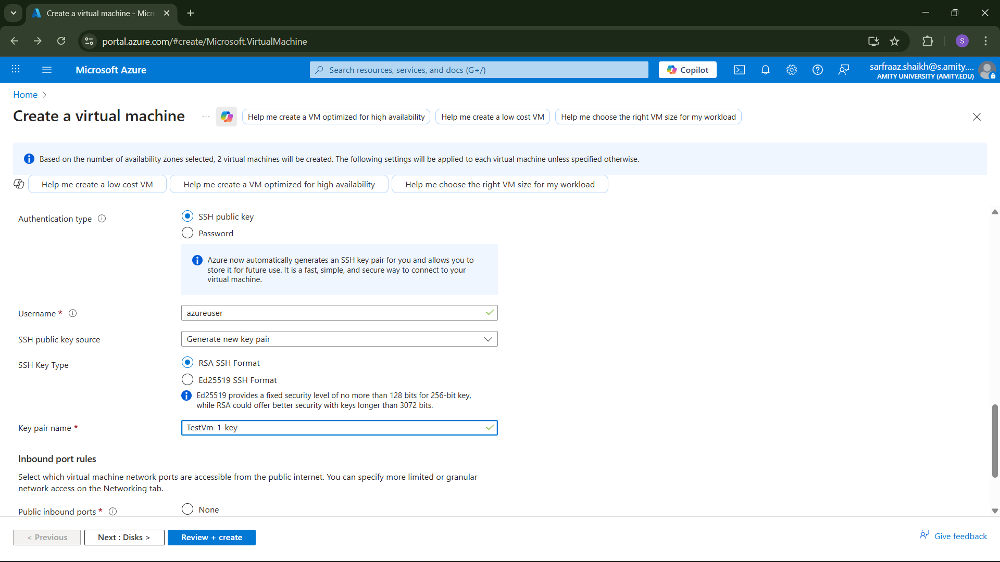 Create a virtual machine - Micr
portal.azure.com/#create/Microsoft.VirtualMachine
S
Microsoft Azure
Search resources, services, and docs (G+/)
Copilot
sarfraaz.shaikh@s.amity....
AMITY UNIVERSITY (AMITY.EDU)
Home
Create a virtual machine
...
Help me create a VM optimized for high availability
Help me create a low cost VM
Help me choose the right VM size for my workload
Based on the number of availability zones selected, 2 virtual machines will be created. The following settings will be applied to each virtual machine unless specified otherwise.
Help me create a low cost VM
Help me create a VM optimized for high availability
Help me choose the right VM size for my workload
Authentication type
SSH public key
Password
Azure now automatically generates an SSH key pair for you and allows you to
store it for future use. It is a fast, simple, and secure way to connect to your
virtual machine.
Username *
azureuser
SSH public key source
Generate new key pair
SSH Key Type
RSA SSH Format
Ed25519 SSH Format
Ed25519 provides a fixed security level of no more than 128 bits for 256-bit key,
while RSA could offer better security with keys longer than 3072 bits.
Key pair name *
TestVm-1-key
Inbound port rules
Select which virtual machine network ports are accessible from the public internet. You can specify more limited or granular
network access on the Networking tab.
Public inbound ports *
None
< Previous
Next : Disks >
Review + create
Give feedback